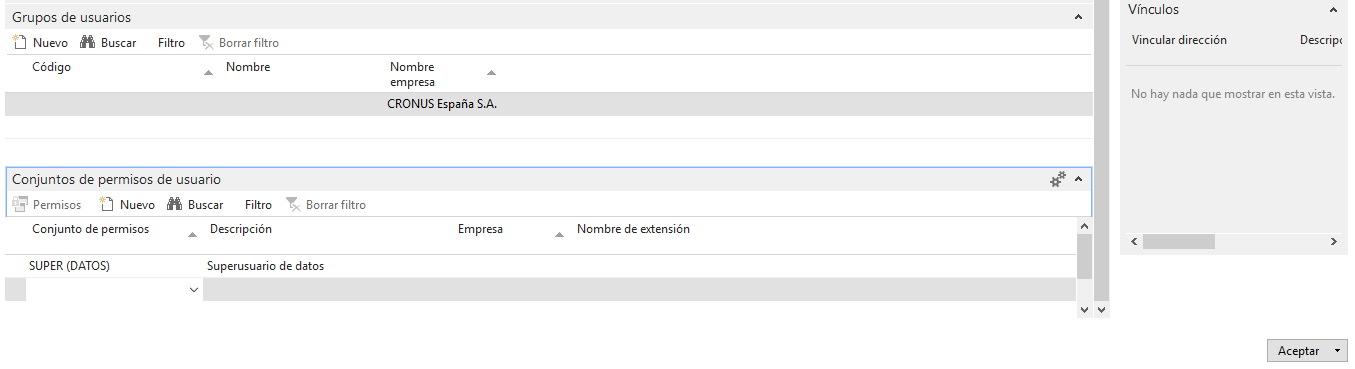 Grupos de usuarios
Nuevo Buscar Filtro Borrar filtro
Código Nombre Nombre empresa
CRONUS España S.A.
Conjuntos de permisos de usuario
Permisos Nuevo Buscar Filtro Borrar filtro
Conjunto de permisos Descripción Empresa Nombre de extensión
SUPER (DATOS) Superusuario de datos
Vínculos
Vincular dirección
No hay nada que mostrar en esta vista.
Aceptar